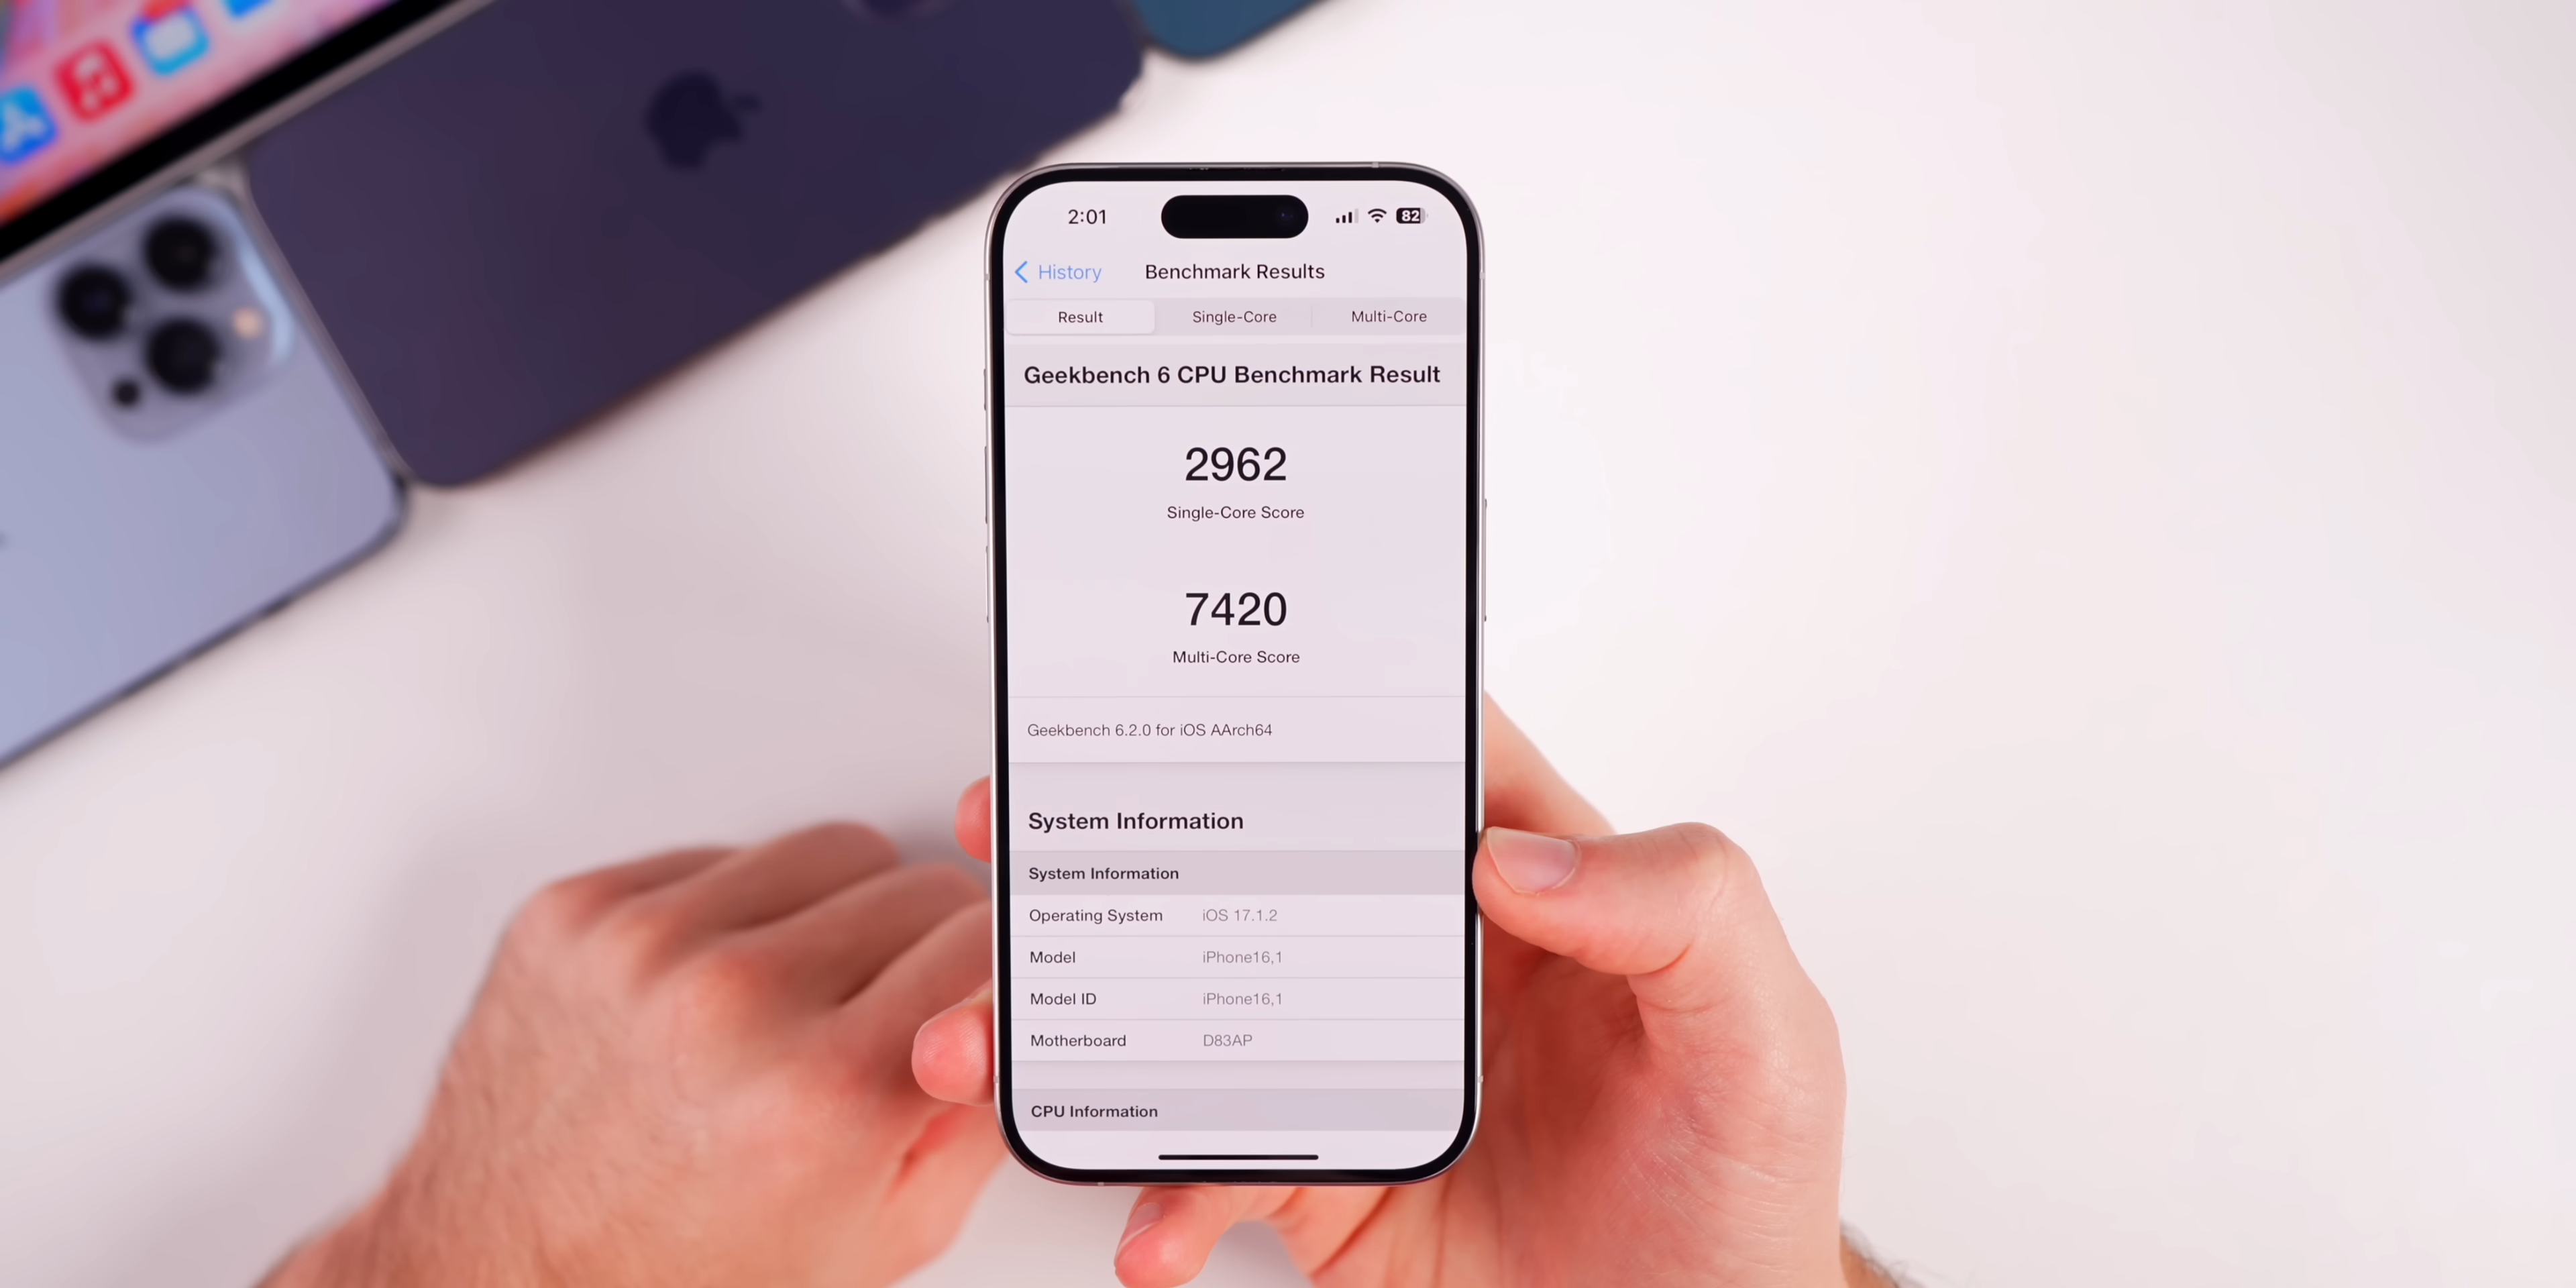 2:01
82
History
Benchmark Results
Result
Single-Core
Multi-Core
Geekbench 6 CPU Benchmark Result
2962
Single-Core Score
7420
Multi-Core Score
Geekbench 6.2.0 for iOS AArch64
System Information
System Information
Operating System iOS 17.1.2
Model iPhone16,1
Model ID iPhone16,1
Motherboard D83AP
CPU Information